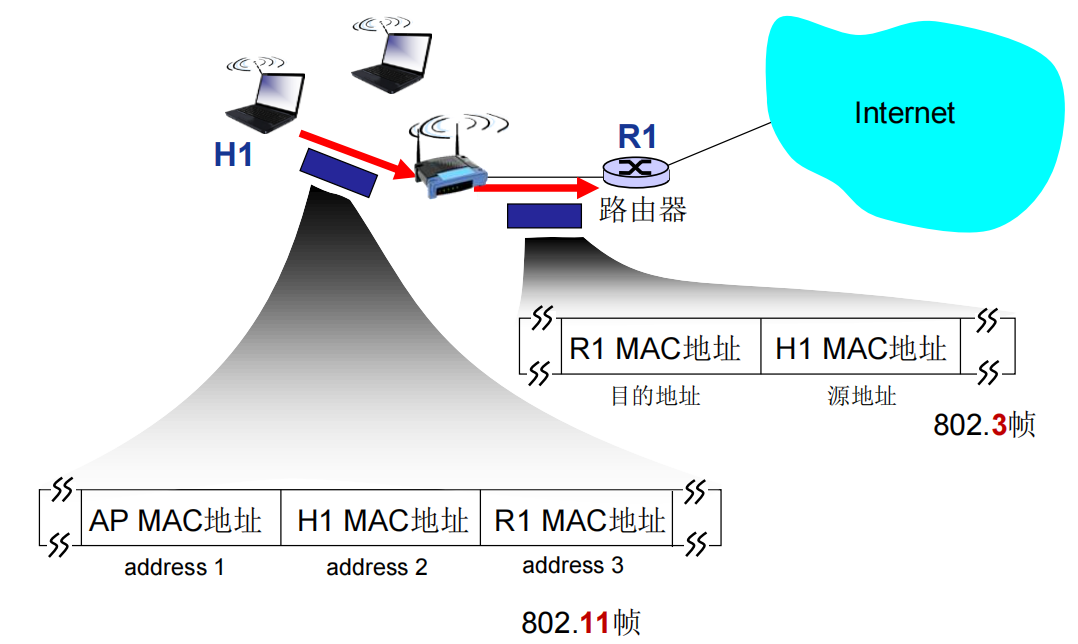 H1
R1
路由器
Internet
R1 MAC地址
H1 MAC地址
目的地址
源地址
802.3帧
AP MAC地址
H1 MAC地址
R1 MAC地址
address 1
address 2
address 3
802.11帧